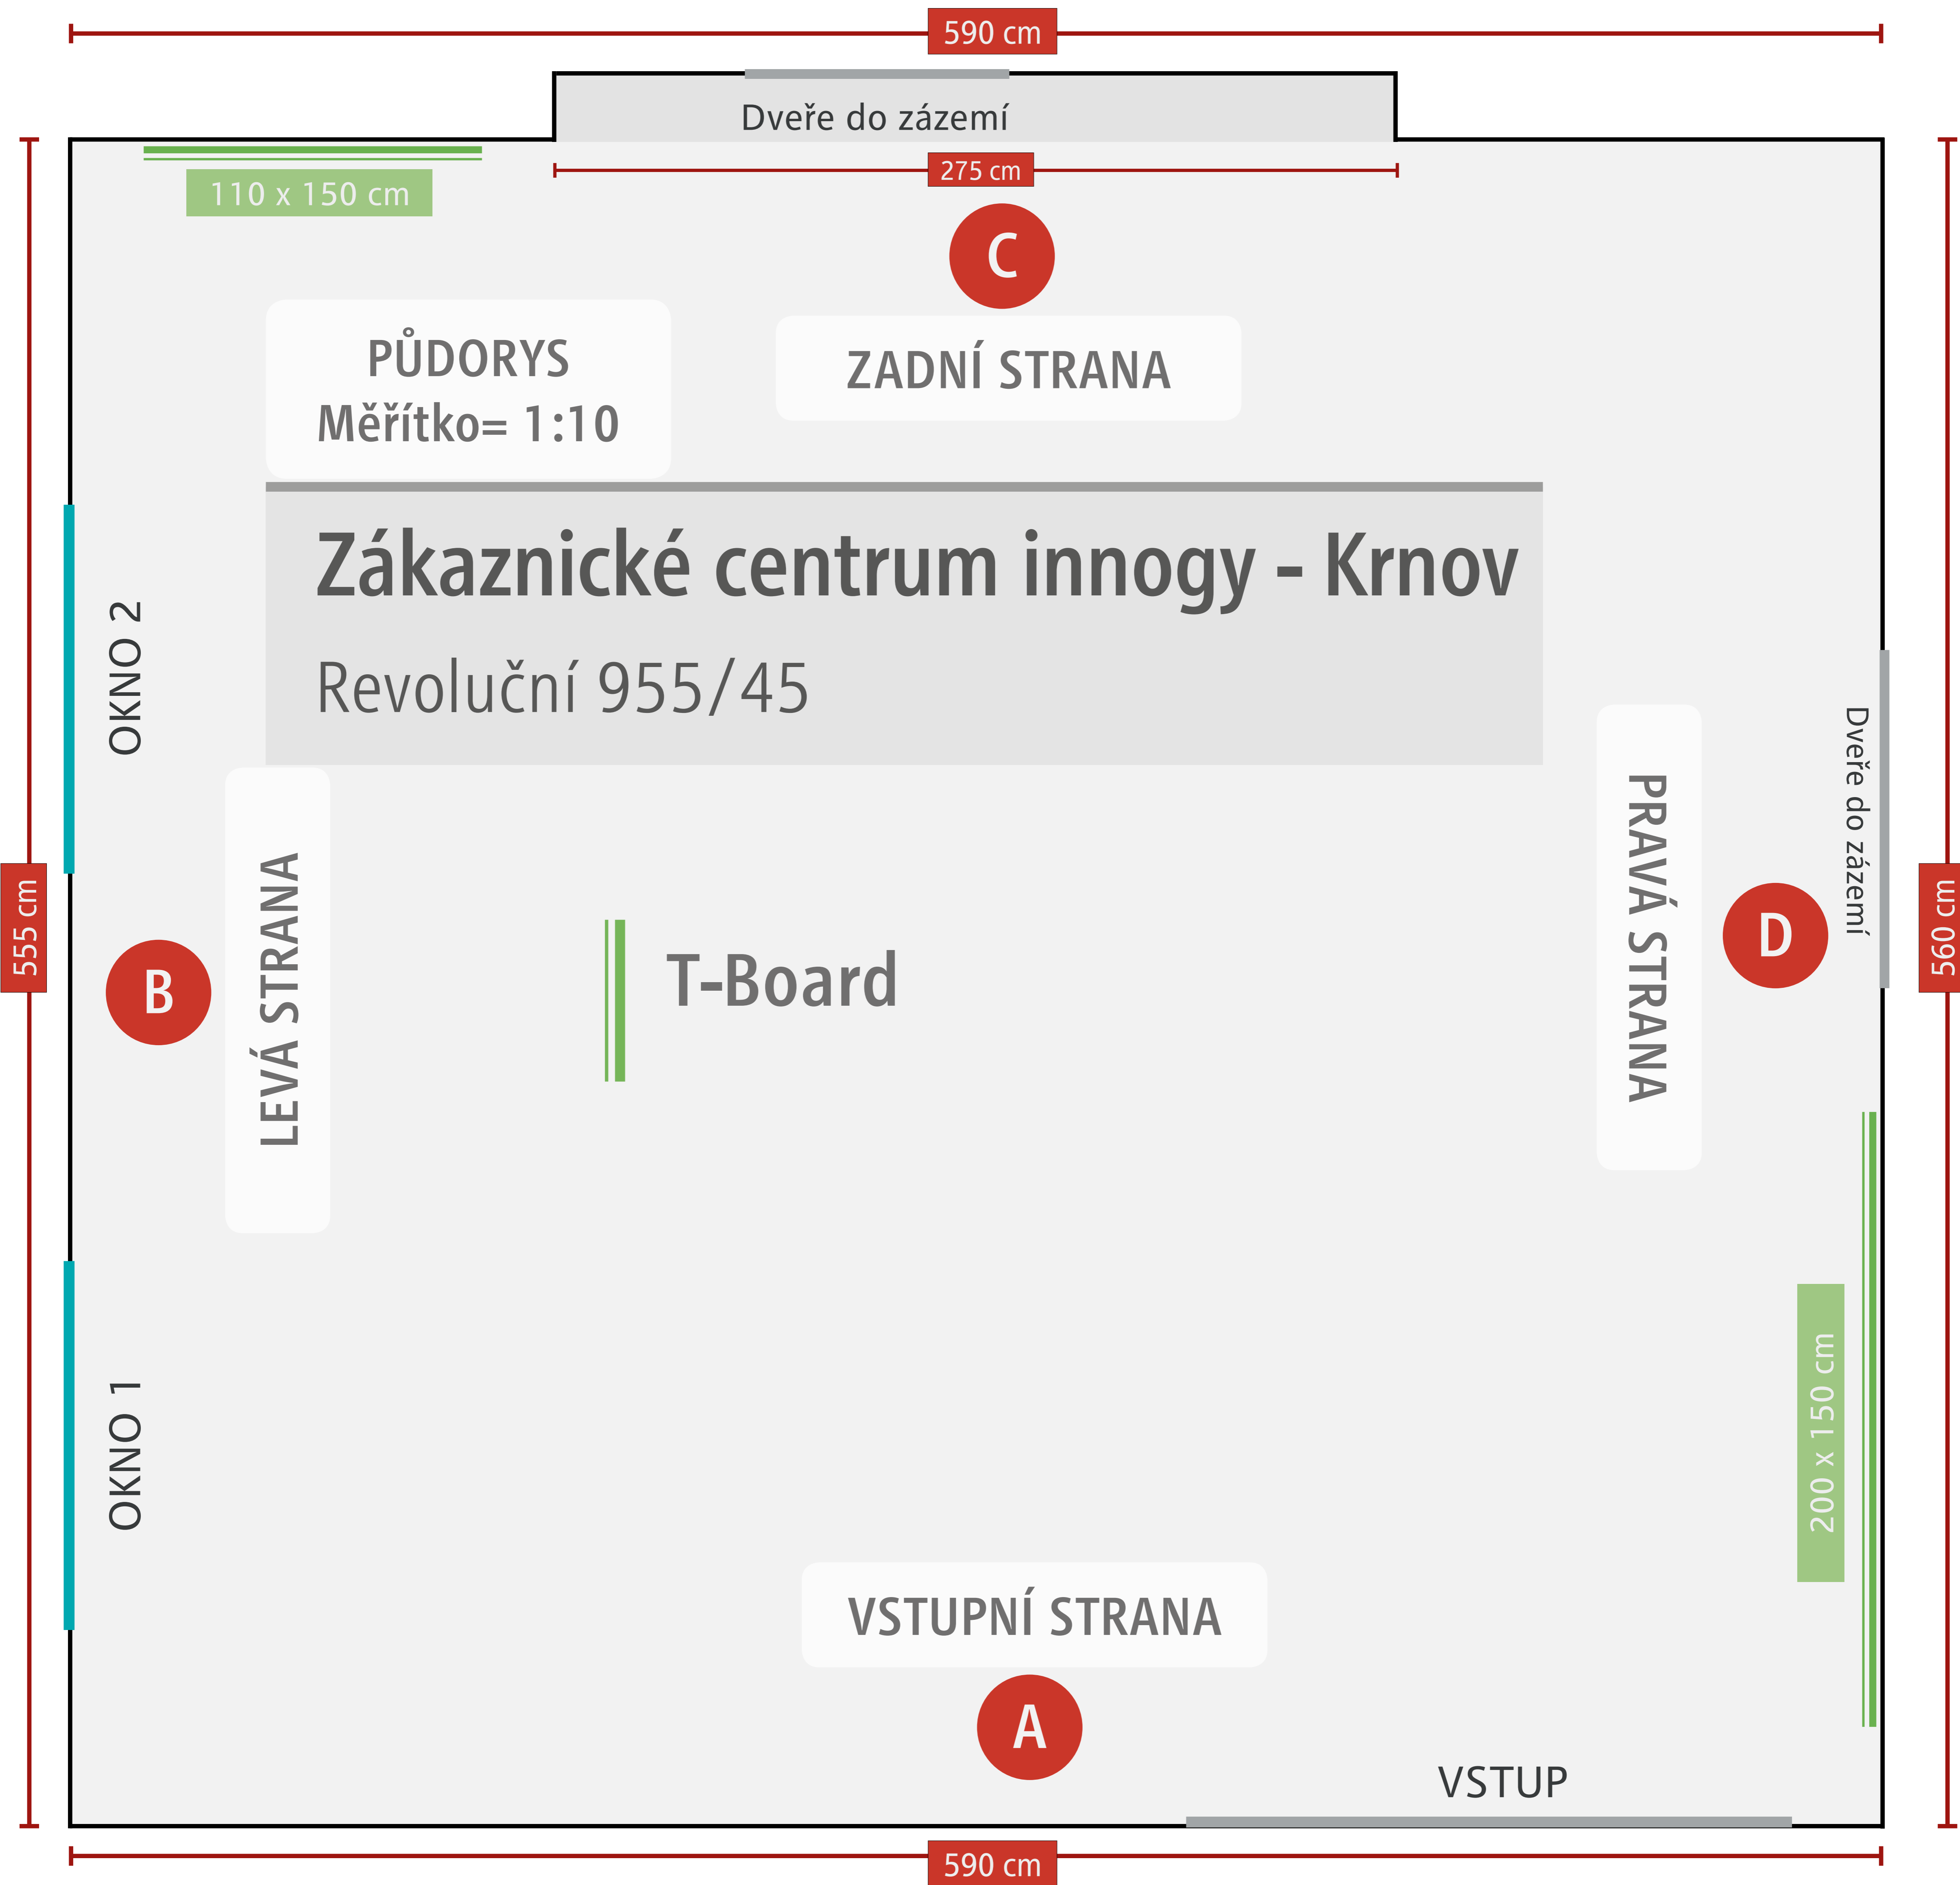 590 cm
Dveře do zázemí
275 cm
110 x 150 cm
C
PŮDORYS
Měřítko= 1:10
ZADNÍ STRANA
Zákaznické centrum innogy - Krnov
Revoluční 955/45
OKNO 2
Dveře do zázemí
555 cm
B
LEVÁ STRANA
T-Board
PRAVÁ STRANA
D
560 cm
OKNO 1
200 x 150 cm
VSTUPNÍ STRANA
A
VSTUP
590 cm